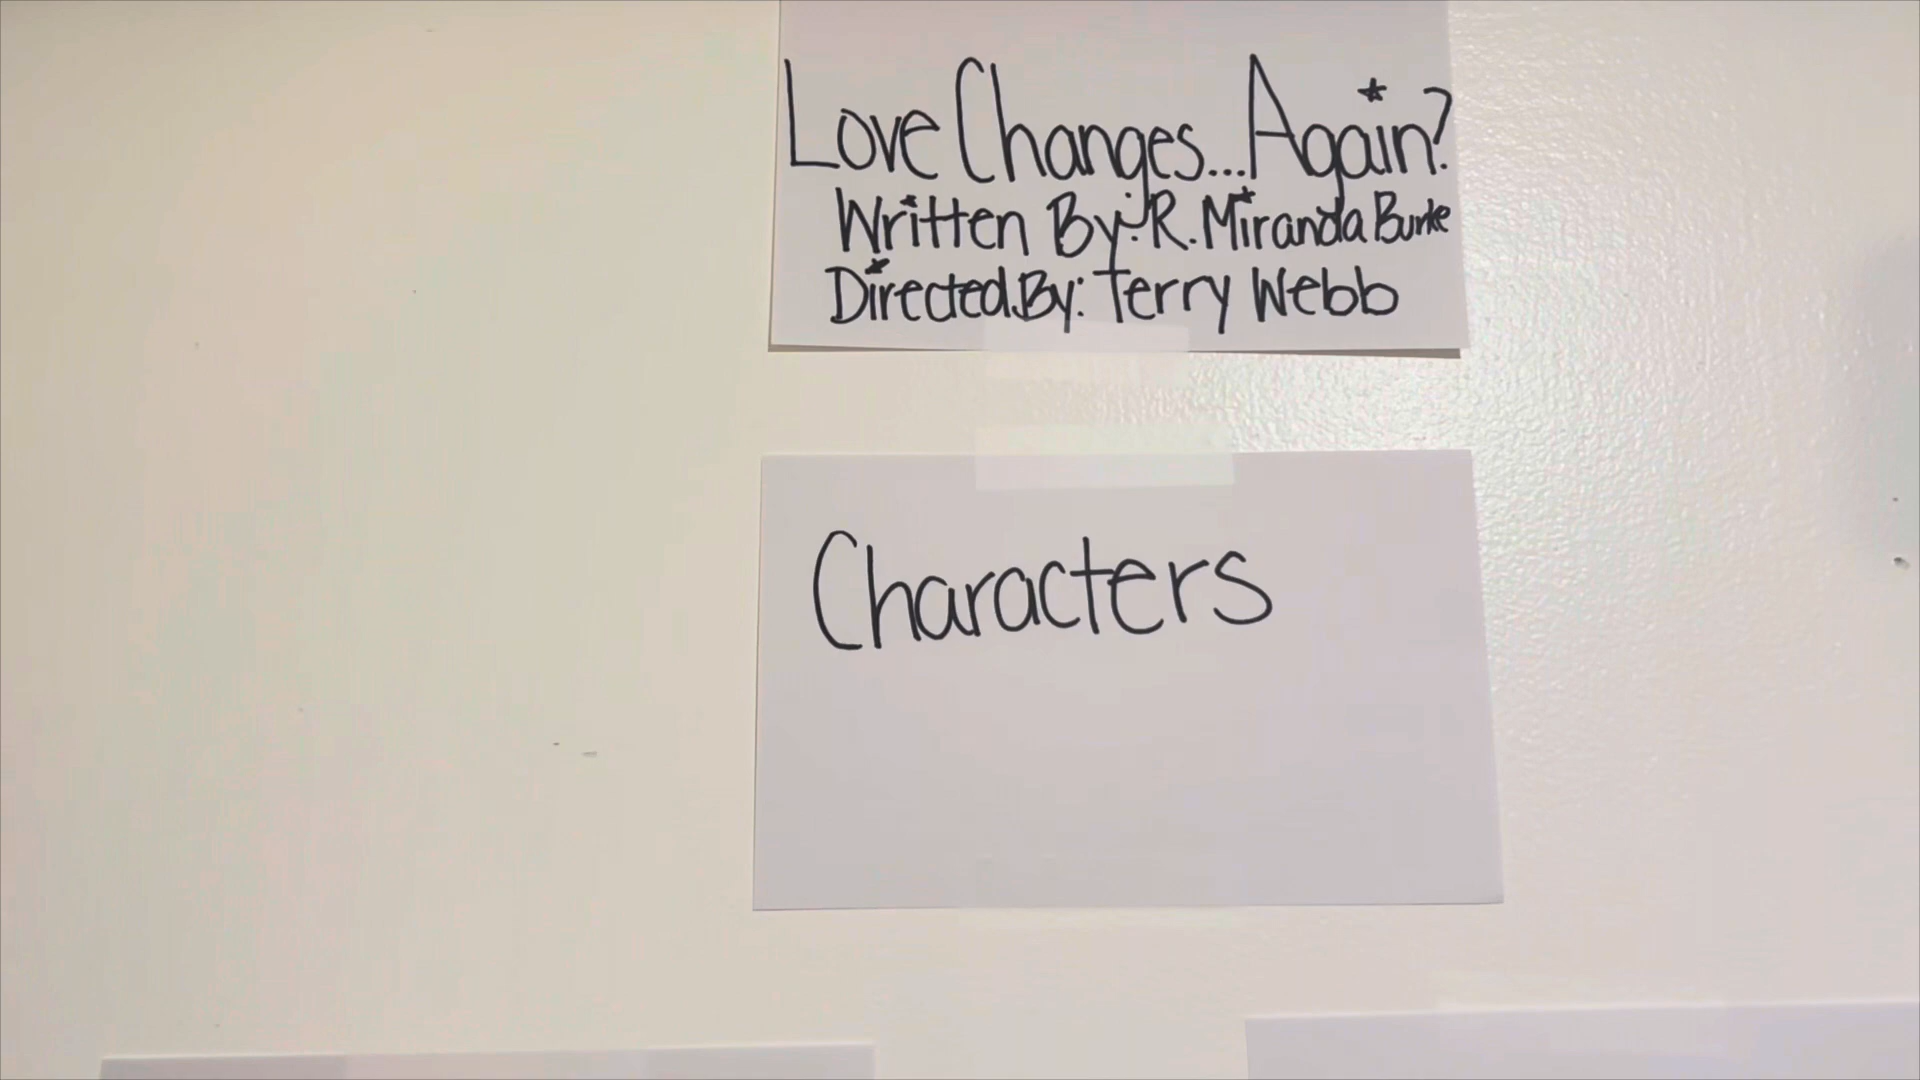 Love Changes...Again?
Written By: R. Miranda Burke
Directed By: Terry Webb
Characters